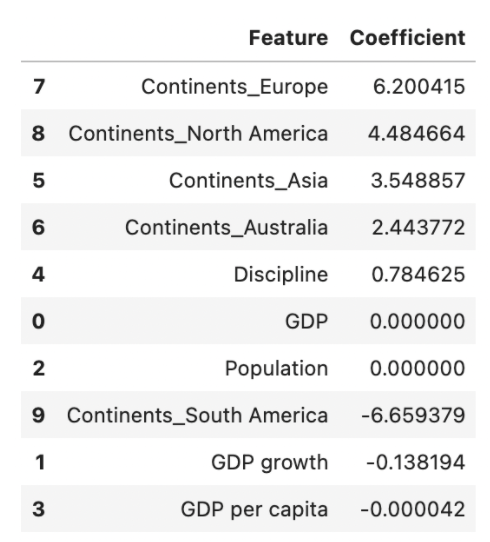 Feature Coefficient
7 Continents_Europe 6.200415
8 Continents_North America 4.484664
5 Continents_Asia 3.548857
6 Continents_Australia 2.443772
4 Discipline 0.784625
0 GDP 0.000000
2 Population 0.000000
9 Continents_South America -6.659379
1 GDP growth -0.138194
3 GDP per capita -0.000042